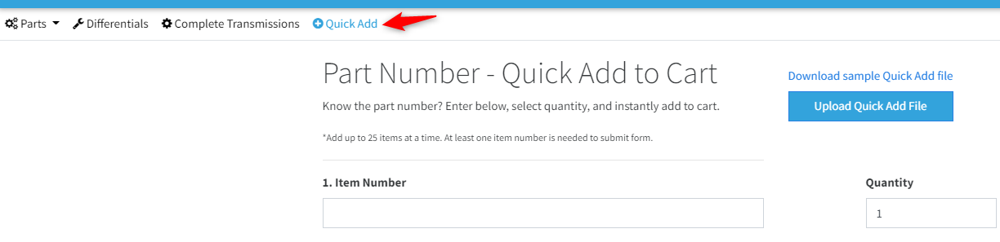 Parts Differentials Complete Transmissions Quick Add
Part Number - Quick Add to Cart
Download sample Quick Add file
Know the part number? Enter below, select quantity, and instantly add to cart.
Upload Quick Add File
*Add up to 25 items at a time. At least one item number is needed to submit form.
1. Item Number
Quantity
1